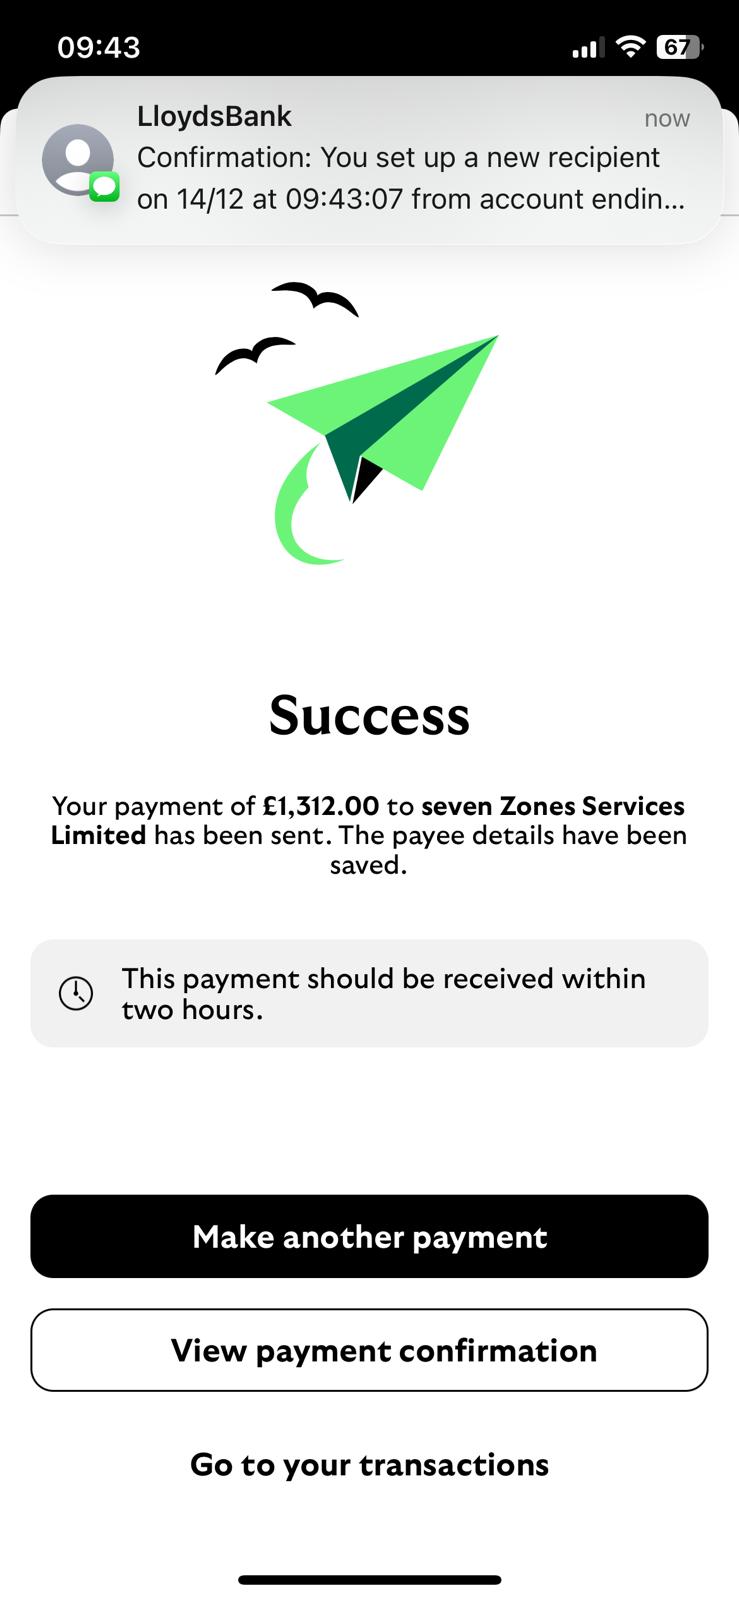 09:43
67
LloydsBank
now
Confirmation: You set up a new recipient
on 14/12 at 09:43:07 from account endin...
Success
Your payment of £1,312.00 to seven Zones Services
Limited has been sent. The payee details have been
saved.
This payment should be received within
two hours.
Make another payment
View payment confirmation
Go to your transactions